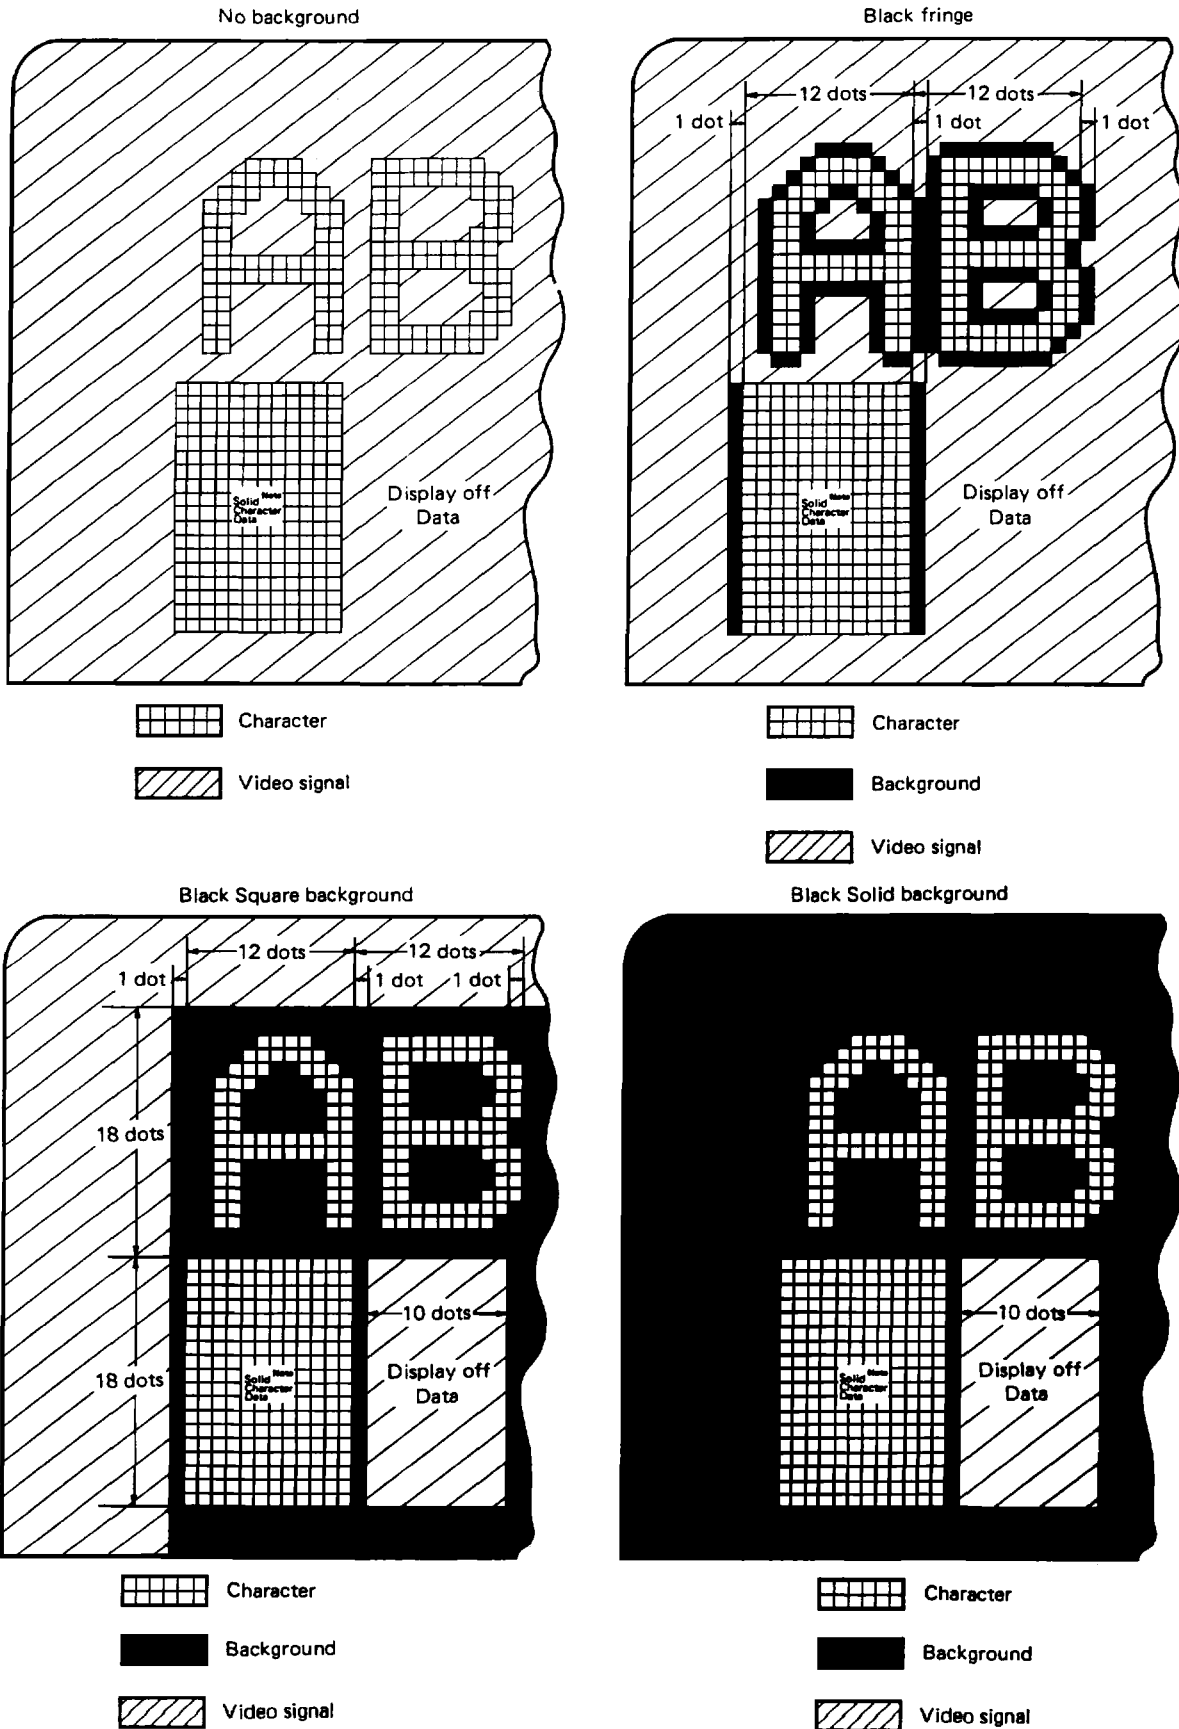 No background
Display off
Data
Solid Note
Character
Data
Character
Video signal
Black fringe
12 dots 12 dots
1 dot 1 dot 1 dot
Solid Note
Character
Data
Display off
Data
Character
Background
Video signal
Black Square background
12 dots 12 dots
1 dot 1 dot 1 dot
18 dots
18 dots
10 dots
Solid Note
Character
Data
Display off
Data
Character
Background
Video signal
Black Solid background
10 dots
Solid Note
Character
Data
Display off
Data
Character
Background
Video signal